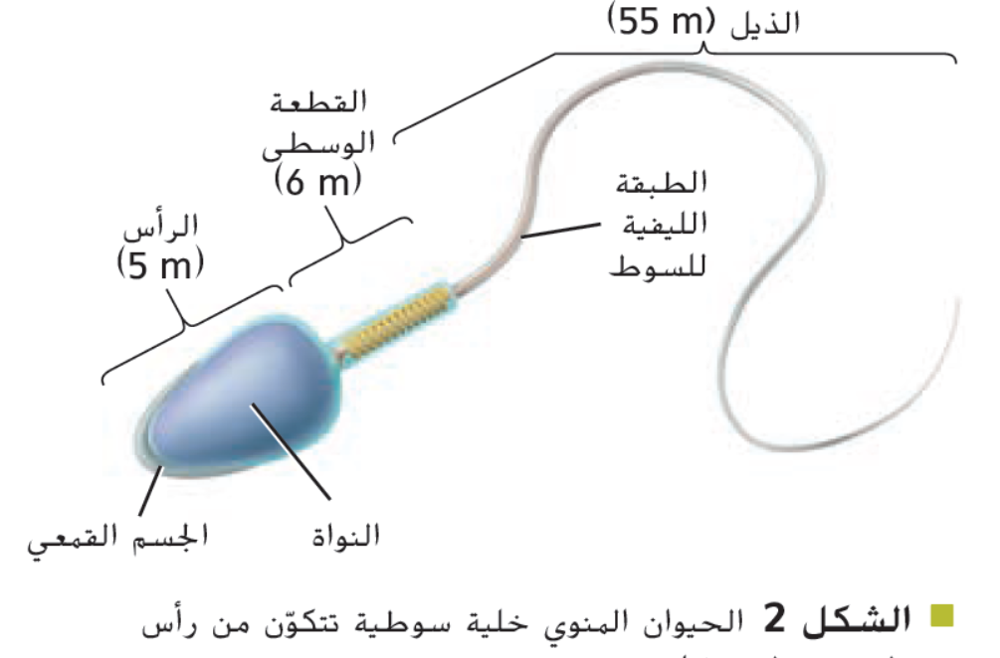 الذيل (55 m)
القطعة
الوسطى
(6 m)
الطبقة
الليفية
للسوط
الرأس
(5 m)
الجسم القمعي
النواة
الشكل 2 الحيوان المنوي خلية سوطية تتكوّن من رأس